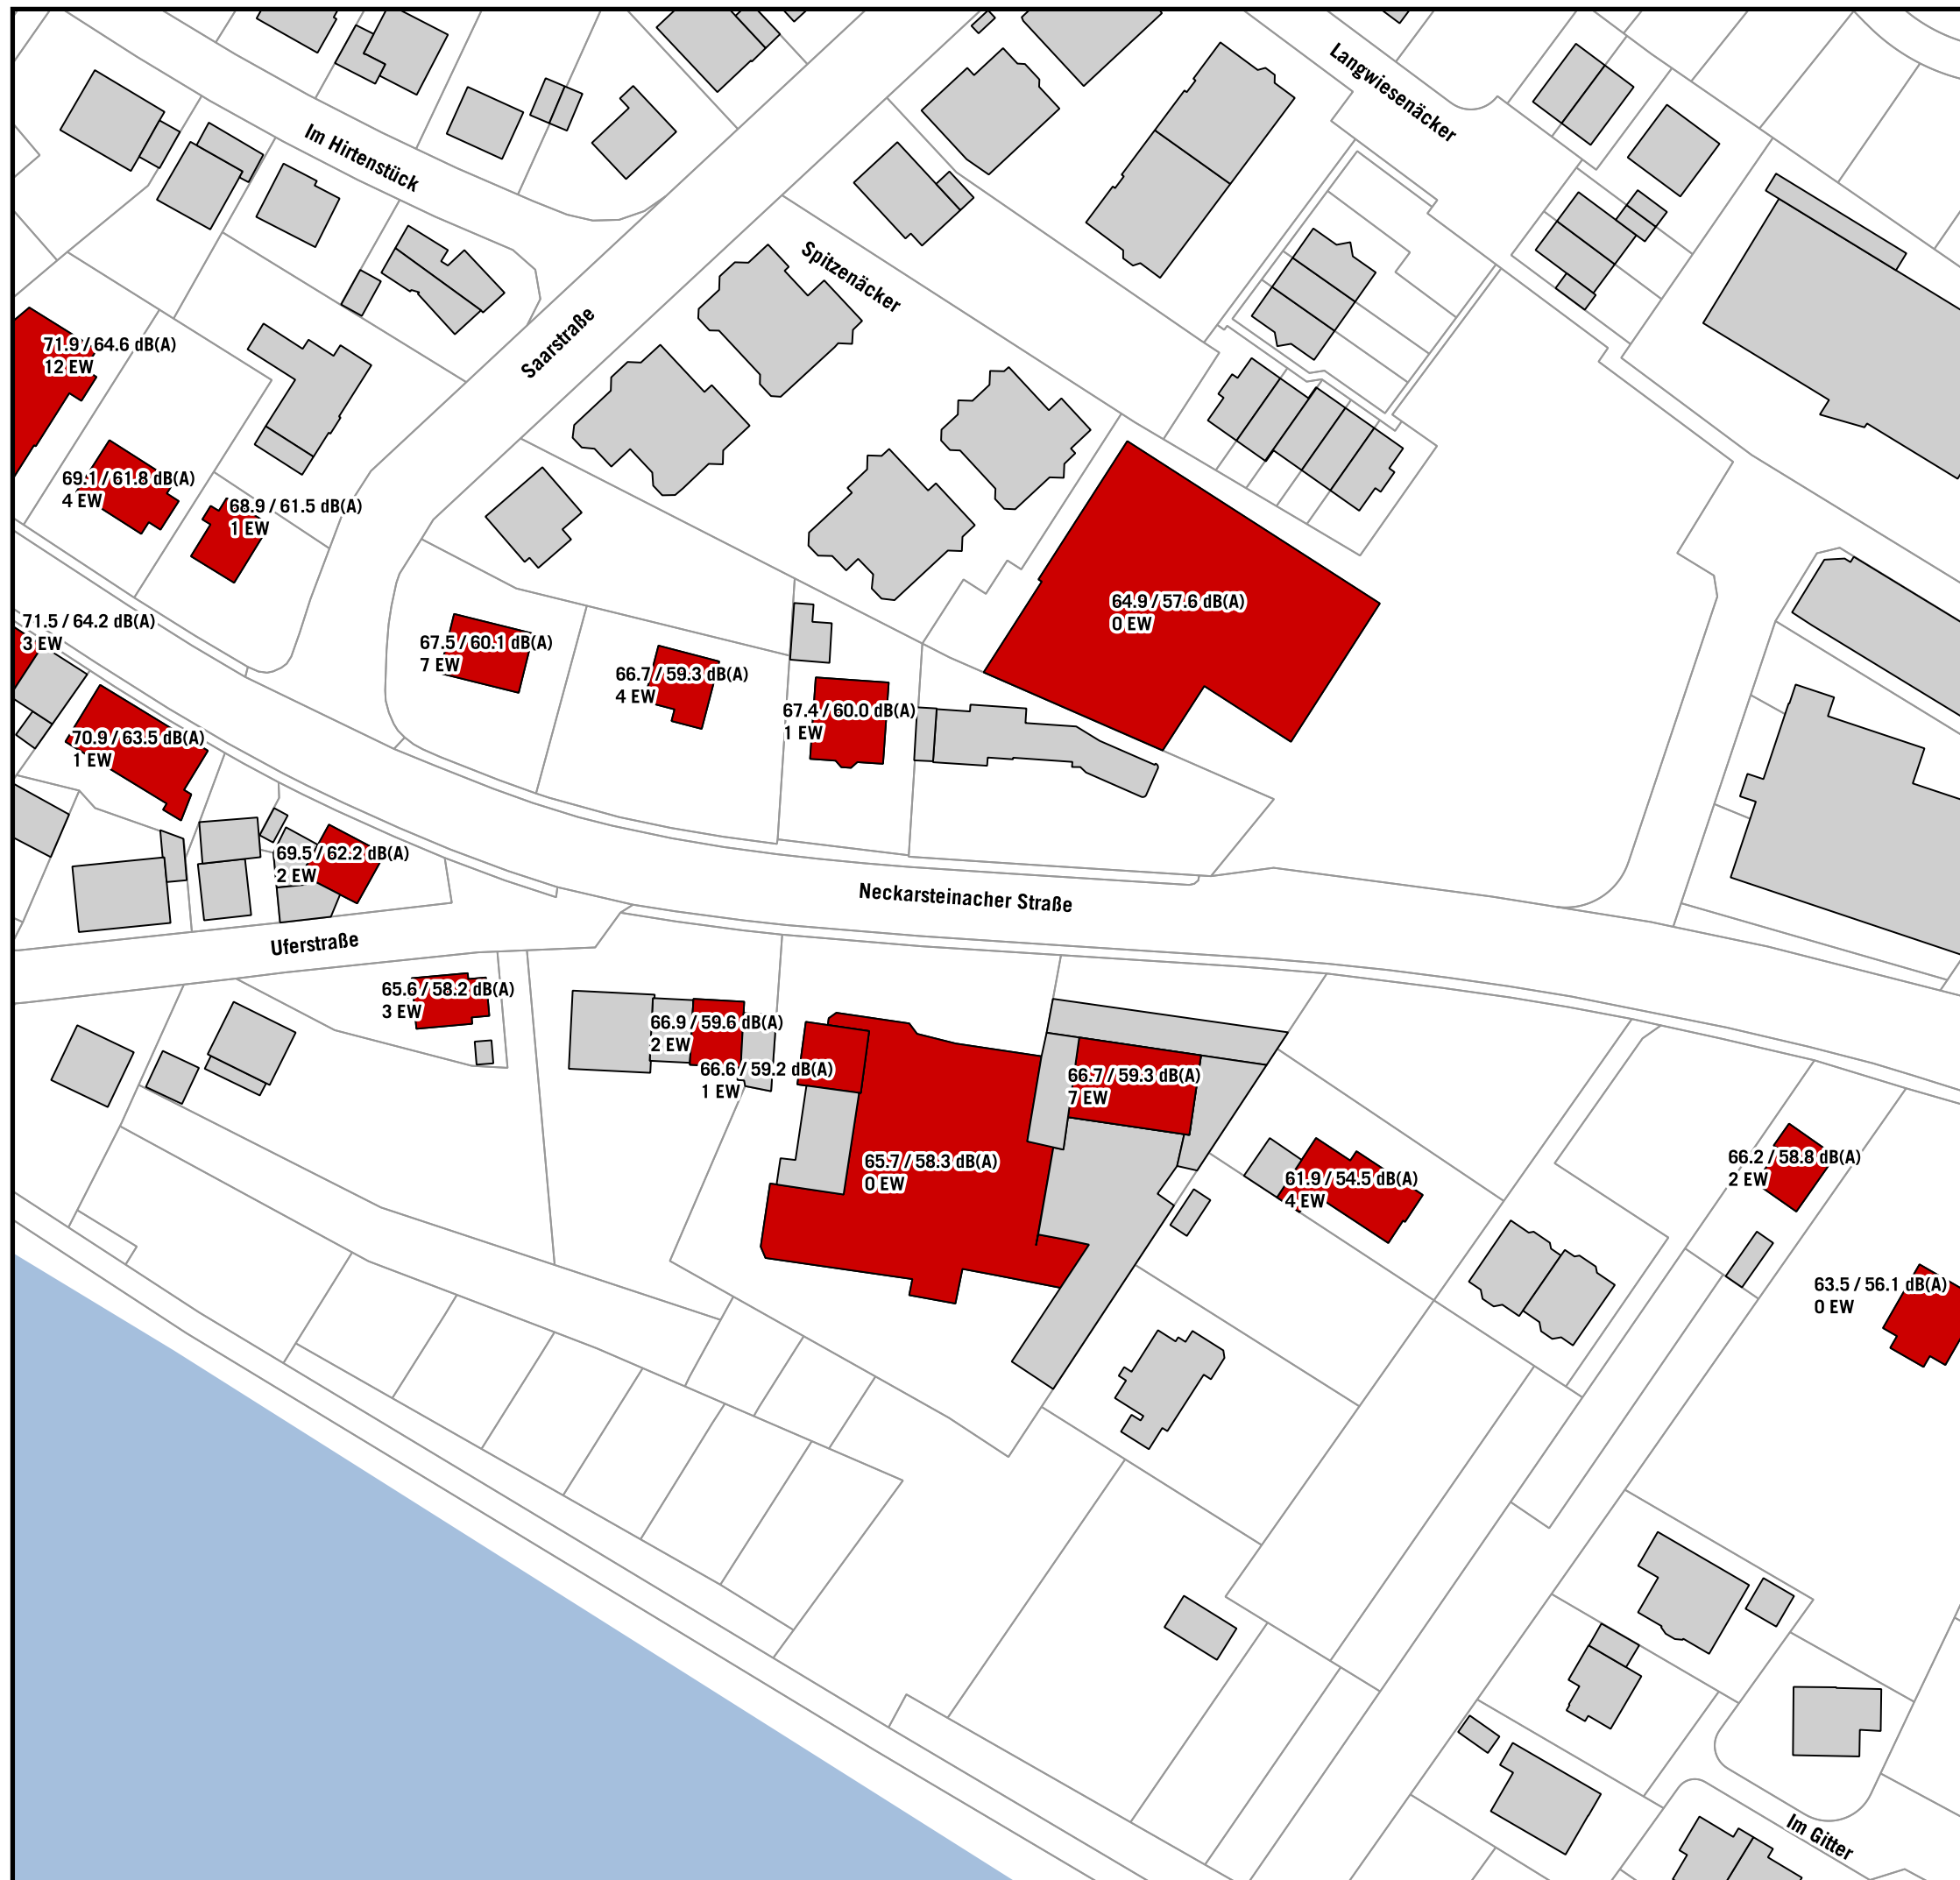 Langwiesenäcker
Im Hirtenstück
Spitzenäcker
Saarstraße
71.9 / 64.6 dB(A)
12 EW
69.1 / 61.8 dB(A)
4 EW
68.9 / 61.5 dB(A)
1 EW
64.9 / 57.6 dB(A)
0 EW
71.5 / 64.2 dB(A)
3 EW
67.5 / 60.1 dB(A)
7 EW
66.7 / 59.3 dB(A)
4 EW
67.4 / 60.0 dB(A)
1 EW
70.9 / 63.5 dB(A)
1 EW
69.5 / 62.2 dB(A)
2 EW
Neckarsteinacher Straße
Uferstraße
65.6 / 58.2 dB(A)
3 EW
66.9 / 59.6 dB(A)
2 EW
66.6 / 59.2 dB(A)
1 EW
66.7 / 59.3 dB(A)
7 EW
65.7 / 58.3 dB(A)
0 EW
61.9 / 54.5 dB(A)
4 EW
66.2 / 58.8 dB(A)
2 EW
63.5 / 56.1 dB(A)
0 EW
Im Gitter